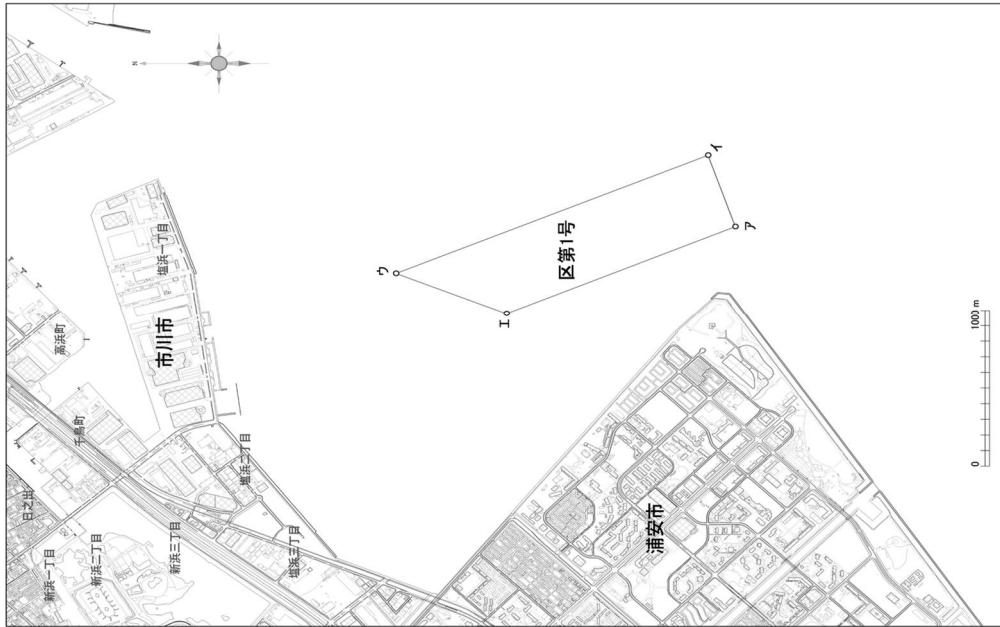 N
高浜町
市川市
塩浜一丁目
千鳥町
日之出
新浜一丁目
新浜二丁目
新浜三丁目
塩浜二丁目
塩浜三丁目
浦安市
ウ
エ
区第1号
イ
ア
0
1000 m